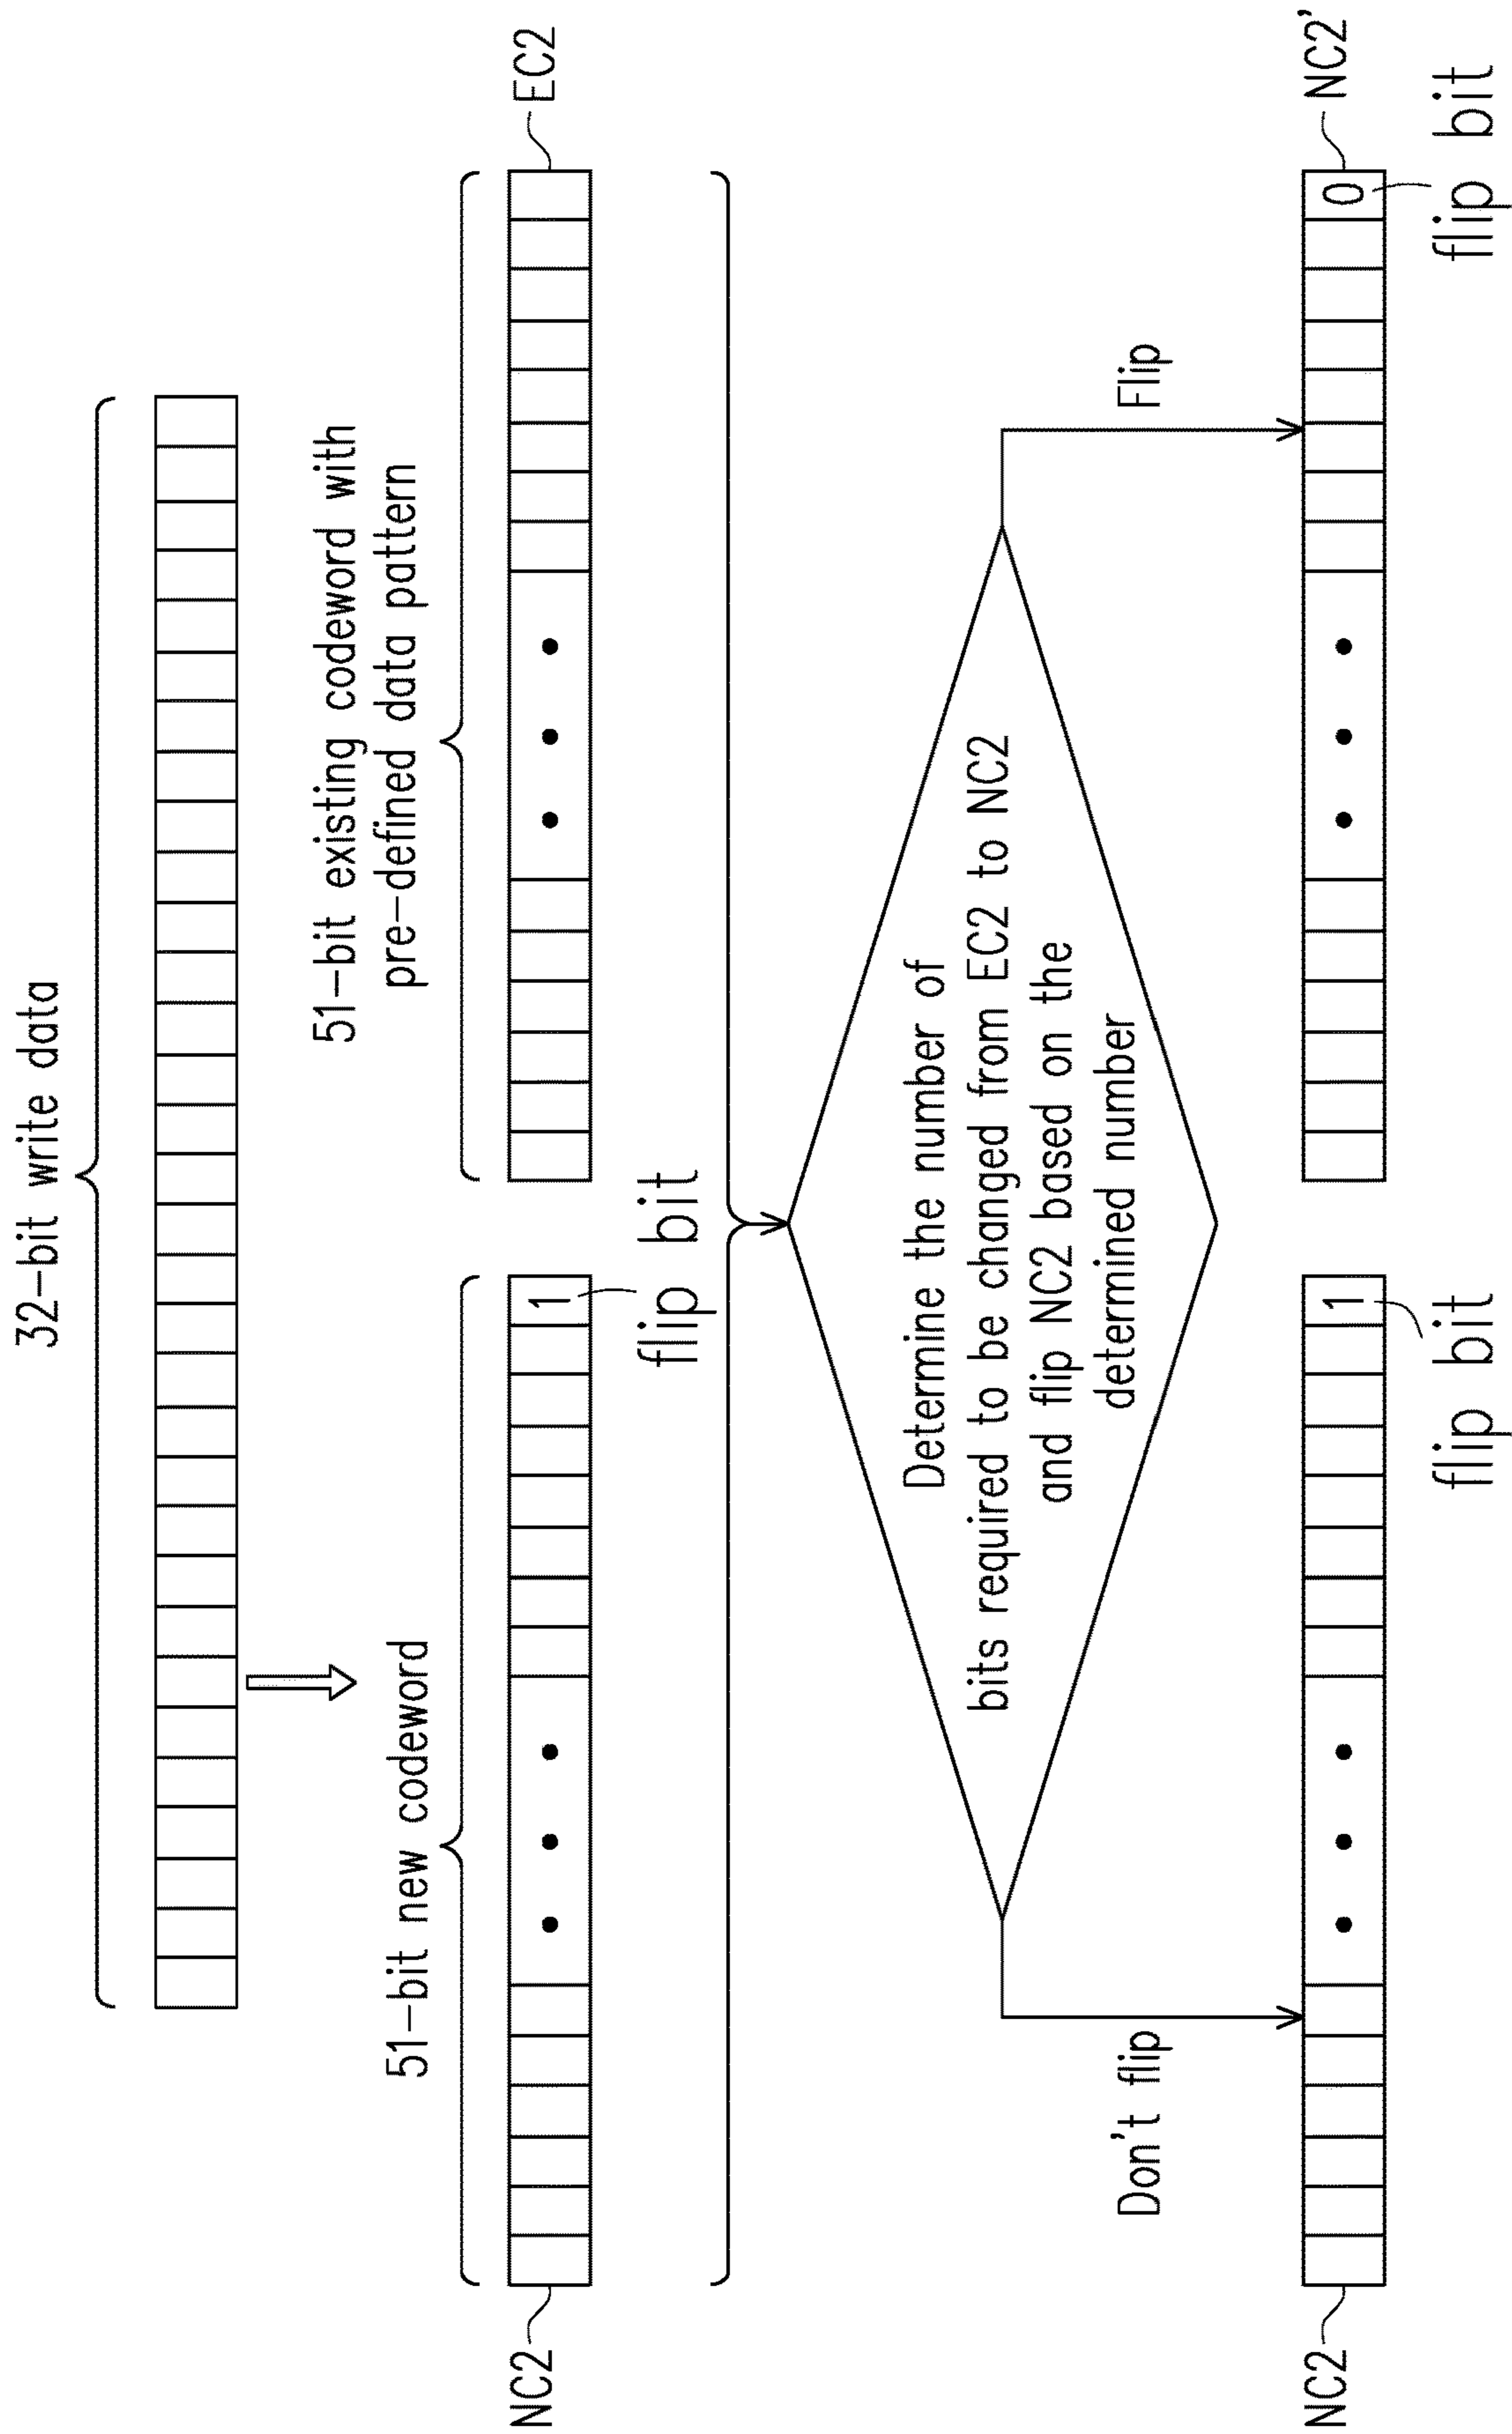 32-bit write data
51-bit new codeword
51-bit existing codeword with
pre-defined data pattern
NC2
1
EC2
flip bit
Determine the number of
bits required to be changed from EC2 to NC2
and flip NC2 based on the
determined number
Don't flip
Flip
NC2
1
0
NC2'
flip bit
flip bit